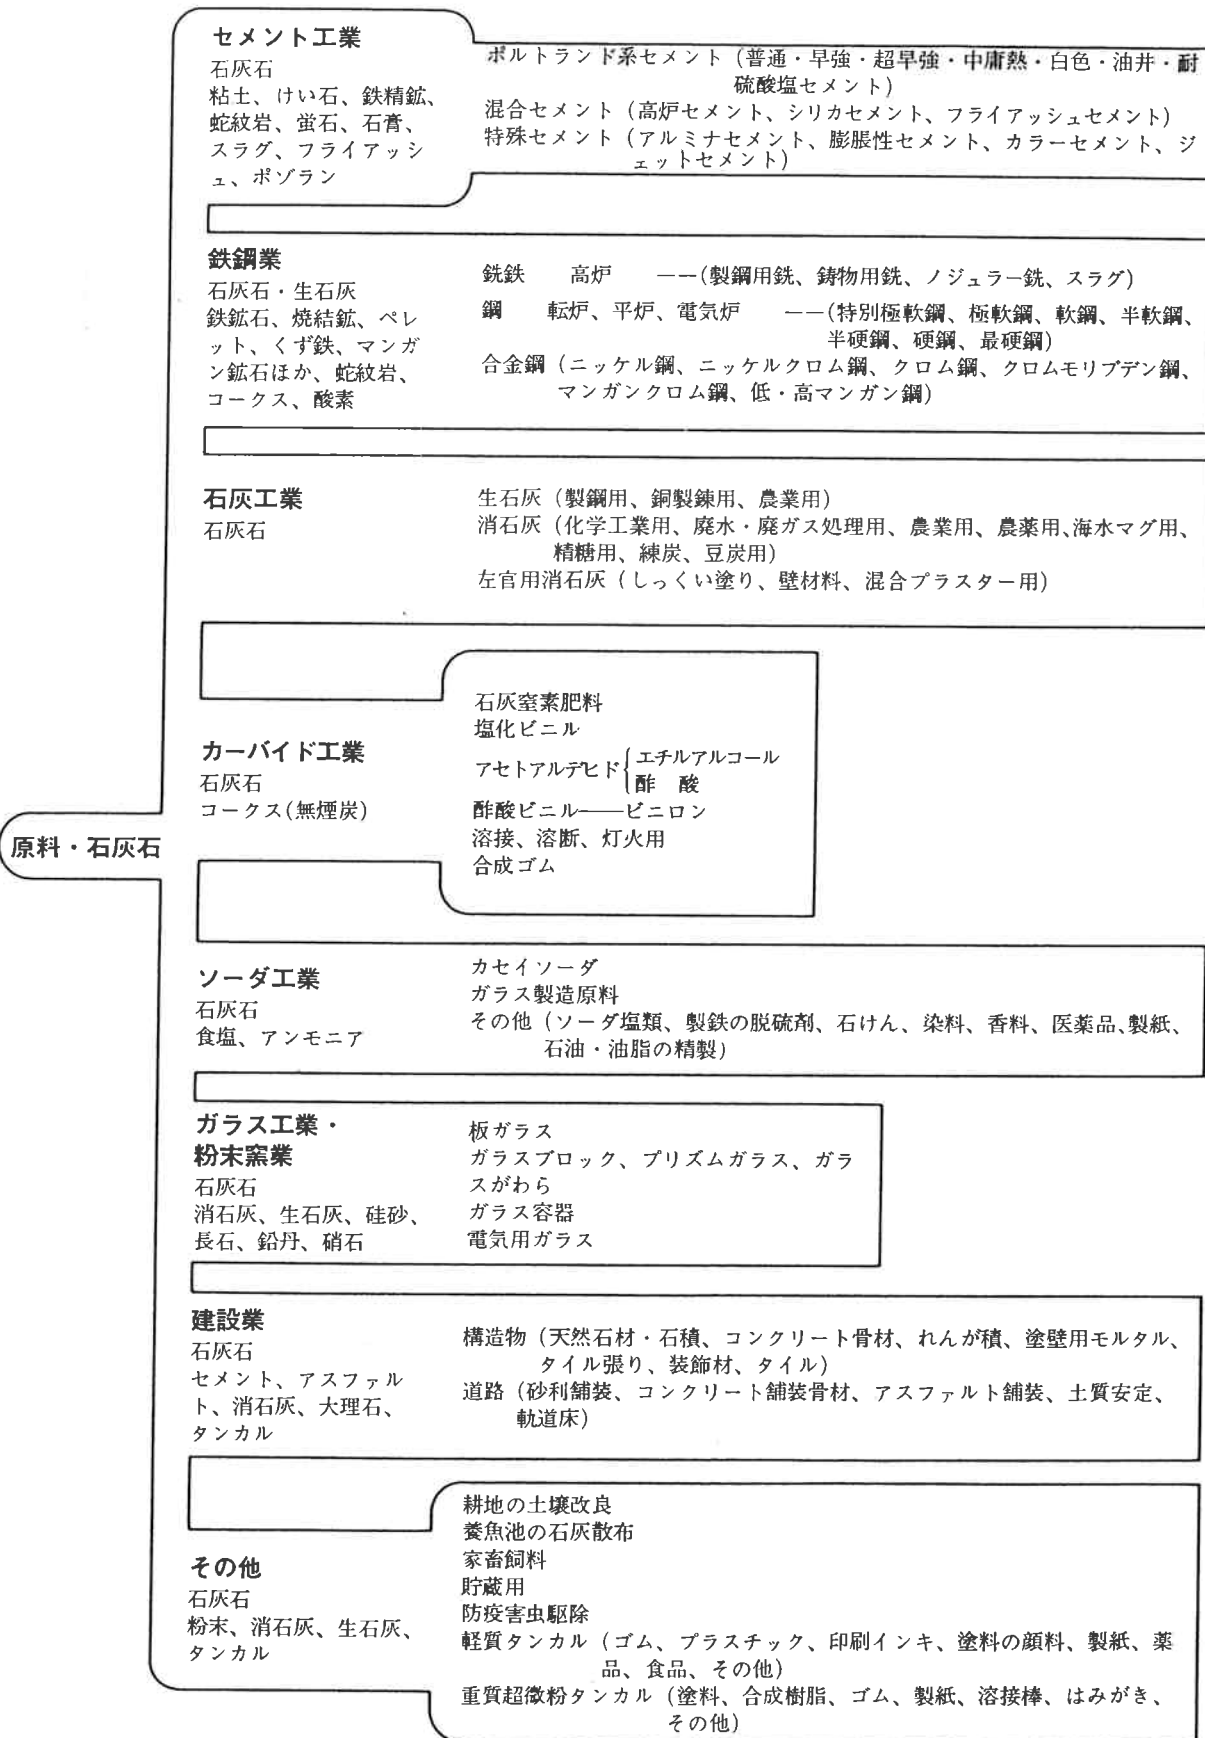 原料・石灰石
セメント工業
石灰石
粘土、けい石、鉄精鉱、
蛇紋岩、蛍石、石膏、
スラグ、フライアッシ
ュ、ポゾラン
ポルトランド系セメント（普通・早強・超早強・中庸熱・白色・油井・耐
硫酸塩セメント）
混合セメント（高炉セメント、シリカセメント、フライアッシュセメント）
特殊セメント（アルミナセメント、膨脹性セメント、カラーセメント、ジ
ェットセメント）
鉄鋼業
石灰石・生石灰
鉄鉱石、焼結鉱、ペレ
ット、くず鉄、マンガ
ン鉱石ほか、蛇紋岩、
コークス、酸素
銑鉄　高炉　――(製鋼用銑、鋳物用銑、ノジュラー銑、スラグ)
鋼　転炉、平炉、電気炉　――(特別極軟鋼、極軟鋼、軟鋼、半軟鋼、
半硬鋼、硬鋼、最硬鋼)
合金鋼（ニッケル鋼、ニッケルクロム鋼、クロム鋼、クロムモリブデン鋼、
マンガンクロム鋼、低・高マンガン鋼）
石灰工業
石灰石
生石灰（製鋼用、銅製錬用、農業用）
消石灰（化学工業用、廃水・廃ガス処理用、農業用、農薬用、海水マグ用、
精糖用、練炭、豆炭用）
左官用消石灰（しっくい塗り、壁材料、混合プラスター用）
カーバイド工業
石灰石
コークス(無煙炭)
石灰窒素肥料
塩化ビニル
アセトアルデヒド{エチルアルコール
酢　酸
酢酸ビニル――ビニロン
溶接、溶断、灯火用
合成ゴム
ソーダ工業
石灰石
食塩、アンモニア
カセイソーダ
ガラス製造原料
その他（ソーダ塩類、製鉄の脱硫剤、石けん、染料、香料、医薬品、製紙、
石油・油脂の精製）
ガラス工業・
粉末窯業
石灰石
消石灰、生石灰、硅砂、
長石、鉛丹、硝石
板ガラス
ガラスブロック、プリズムガラス、ガラ
スがわら
ガラス容器
電気用ガラス
建設業
石灰石
セメント、アスファル
ト、消石灰、大理石、
タンカル
構造物（天然石材・石積、コンクリート骨材、れんが積、塗壁用モルタル、
タイル張り、装飾材、タイル）
道路（砂利舗装、コンクリート舗装骨材、アスファルト舗装、土質安定、
軌道床）
その他
石灰石
粉末、消石灰、生石灰、
タンカル
耕地の土壌改良
養魚池の石灰散布
家畜飼料
貯蔵用
防疫害虫駆除
軽質タンカル（ゴム、プラスチック、印刷インキ、塗料の顔料、製紙、薬
品、食品、その他）
重質超微粉タンカル（塗料、合成樹脂、ゴム、製紙、溶接棒、はみがき、
その他）